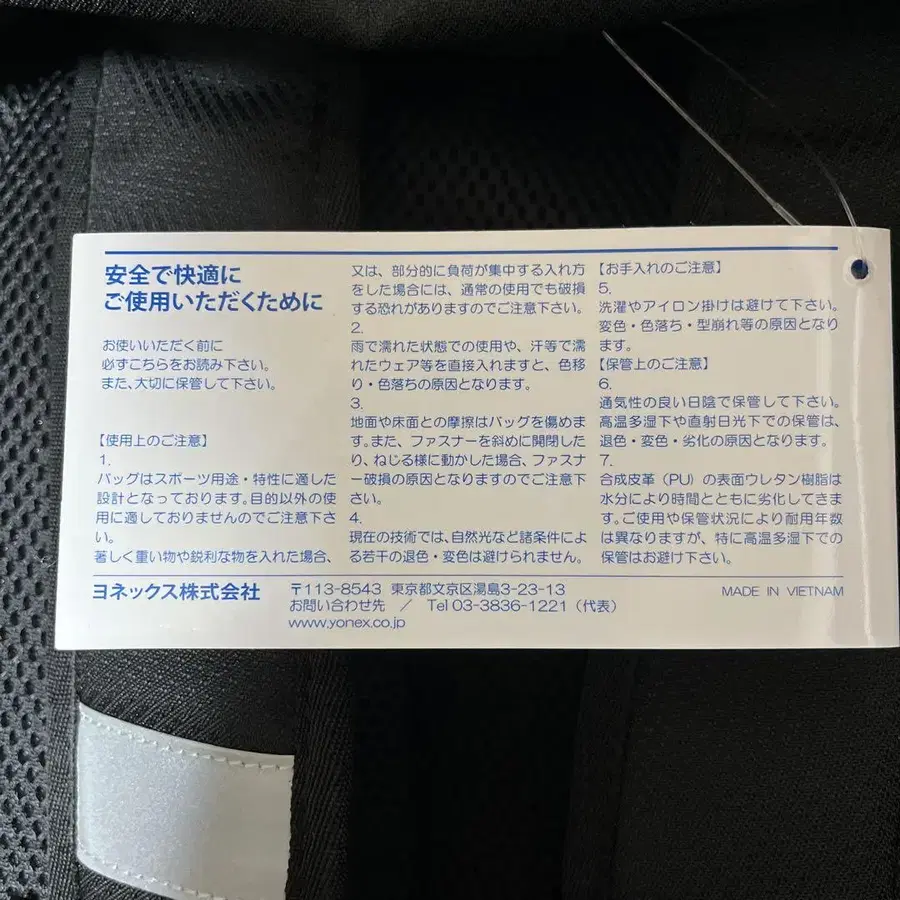 安全で快適に
ご使用いただくために
お使いいただく前に
必ずこちらをお読み下さい。
また、大切に保管して下さい。
【使用上のご注意】
1.
バッグはスポーツ用途・特性に適した
設計となっております。目的以外の使
用に適しておりませんのでご注意下さ
い。
著しく重い物や鋭利な物を入れた場合、
又は、部分的に負荷が集中する入れ方
をした場合には、通常の使用でも破損
する恐れがありますのでご注意下さい。
2.
雨で濡れた状態での使用や、汗等で濡
れたウェア等を直接入れますと、色移
り・色落ちの原因となります。
3.
地面や床面との摩擦はバッグを傷めま
す。また、ファスナーを斜めに開閉した
り、ねじる様に動かした場合、ファスナ
ー破損の原因となりますのでご注意下
さい。
4.
現在の技術では、自然光など諸条件によ
る若干の退色・変色は避けられません。
【お手入れのご注意】
5.
洗濯やアイロン掛けは避けて下さい。
変色・色落ち・型崩れ等の原因となり
ます。
【保管上のご注意】
6.
通気性の良い日陰で保管して下さい。
高温多湿下や直射日光下での保管は、
退色・変色・劣化の原因となります。
7.
合成皮革（PU）の表面ウレタン樹脂は
水分により時間とともに劣化してきま
す。ご使用や保管状況により耐用年数
は異なりますが、特に高温多湿下での
保管はお避け下さい。
ヨネックス株式会社
〒113-8543 東京都文京区湯島3-23-13
お問い合わせ先 ／ Tel 03-3836-1221（代表）
www.yonex.co.jp
MADE IN VIETNAM